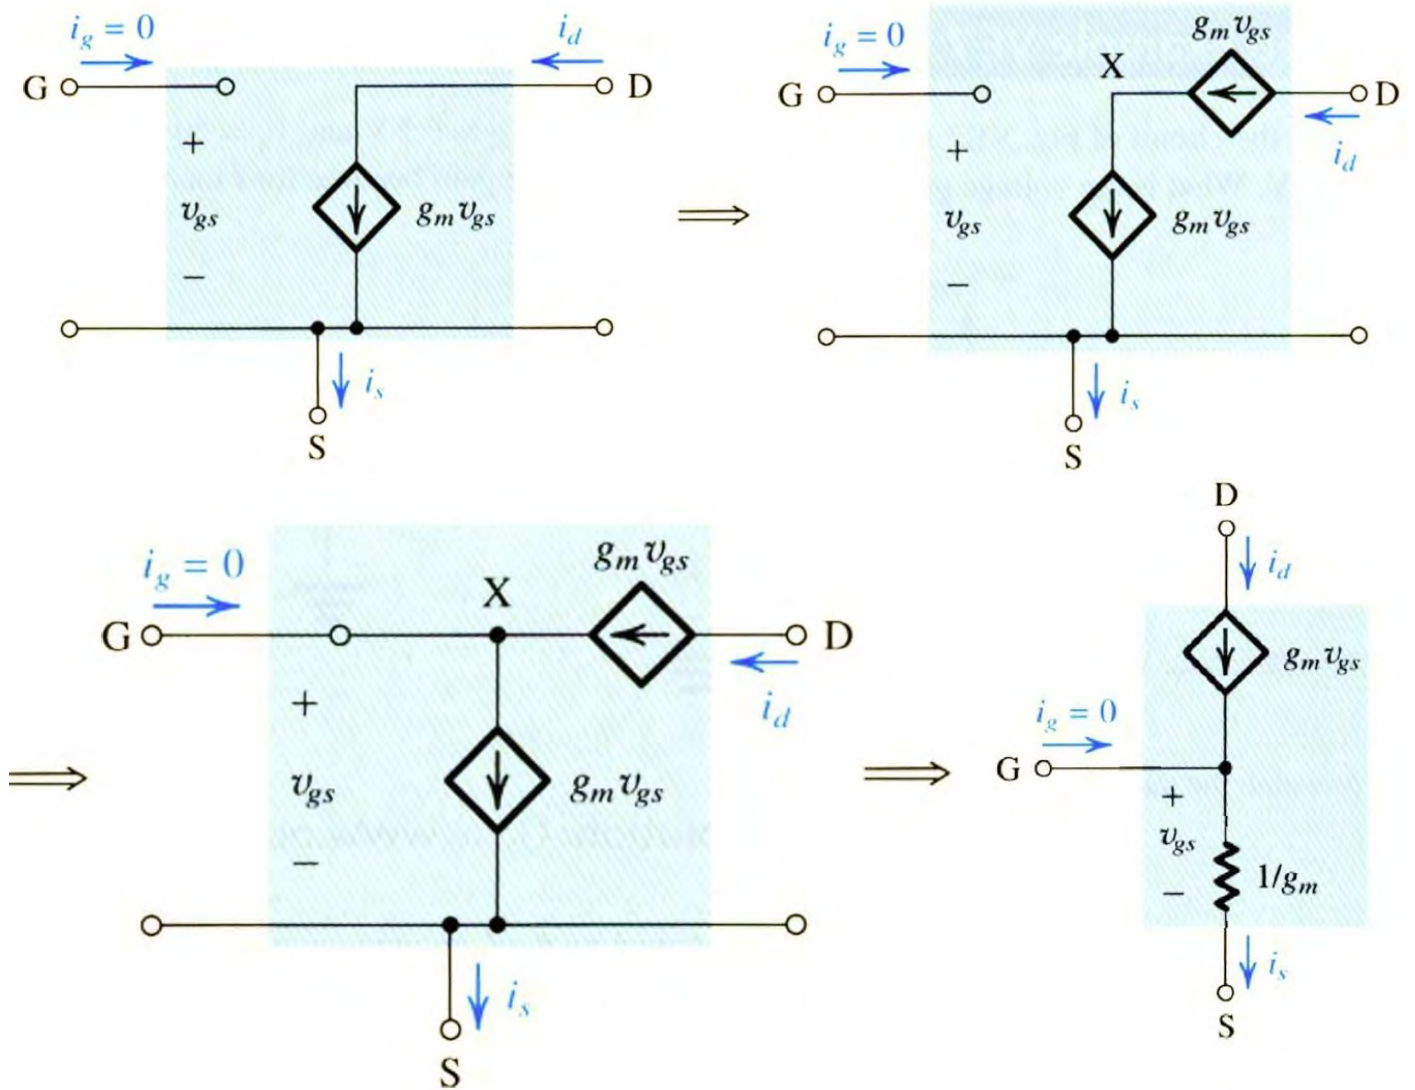 i_g = 0
i_d
G
D
+
v_gs
−
g_m v_gs
i_s
S
⟹
i_g = 0
g_m v_gs
X
G
D
i_d
+
v_gs
−
g_m v_gs
i_s
S
⟹
i_g = 0
g_m v_gs
X
G
D
i_d
+
v_gs
−
g_m v_gs
i_s
S
⟹
D
i_d
g_m v_gs
i_g = 0
G
+
v_gs
−
1/g_m
i_s
S